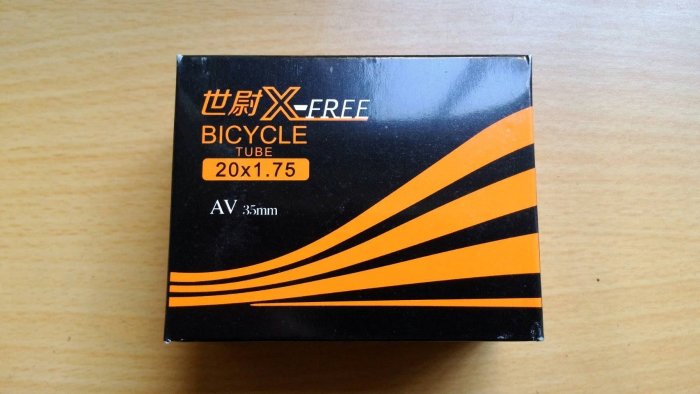 世尉X-FREE
BICYCLE
TUBE
20x1.75
AV 35mm